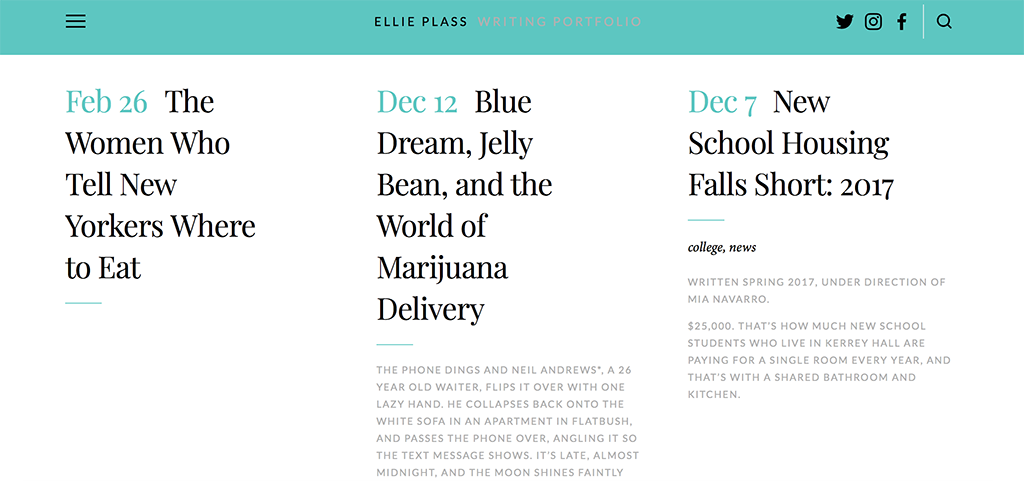 ELLIE PLASS WRITING PORTFOLIO
Feb 26 The
Women Who
Tell New
Yorkers Where
to Eat
Dec 12 Blue
Dream, Jelly
Bean, and the
World of
Marijuana
Delivery
THE PHONE DINGS AND NEIL ANDREWS*, A 26
YEAR OLD WAITER, FLIPS IT OVER WITH ONE
LAZY HAND. HE COLLAPSES BACK ONTO THE
WHITE SOFA IN AN APARTMENT IN FLATBUSH,
AND PASSES THE PHONE OVER, ANGLING IT SO
THE TEXT MESSAGE SHOWS. IT'S LATE, ALMOST
MIDNIGHT, AND THE MOON SHINES FAINTLY
Dec 7 New
School Housing
Falls Short: 2017
college, news
WRITTEN SPRING 2017, UNDER DIRECTION OF
MIA NAVARRO.
$25,000. THAT'S HOW MUCH NEW SCHOOL
STUDENTS WHO LIVE IN KERREY HALL ARE
PAYING FOR A SINGLE ROOM EVERY YEAR, AND
THAT'S WITH A SHARED BATHROOM AND
KITCHEN.